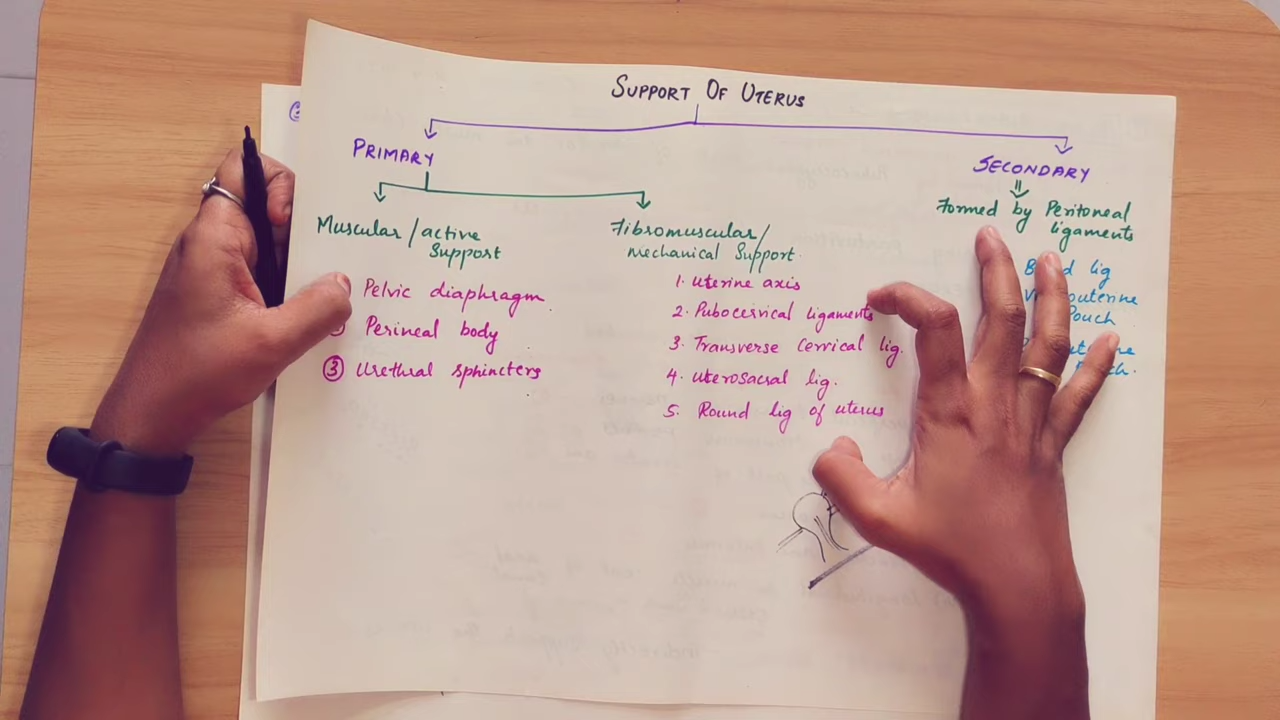 SUPPORT OF UTERUS
PRIMARY
SECONDARY
Muscular/active
Support
Fibromuscular/
mechanical Support.
Formed by Peritoneal
ligaments
Pelvic diaphragm
Perineal body
③ Urethral sphincters
1. uterine axis
2. Pubocervical ligaments
3. Transverse Cervical lig.
4. uterosacral lig.
5. Round lig of uterus
lig
Pouch